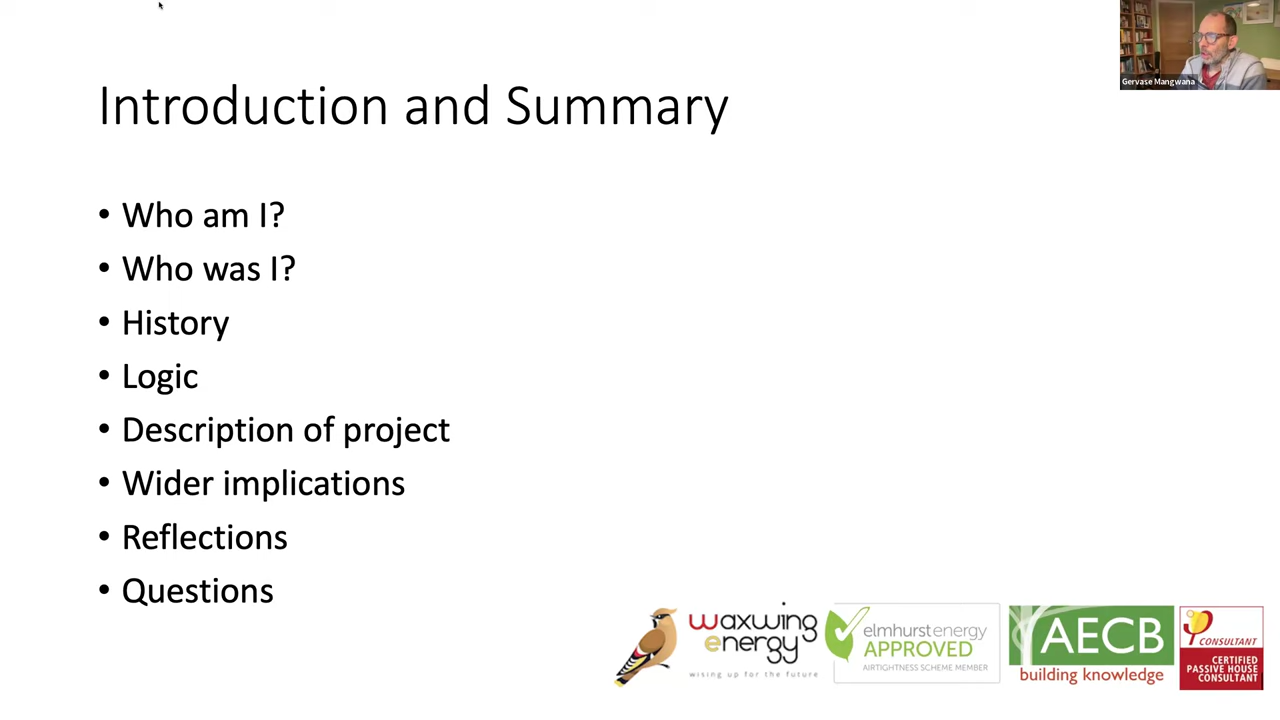 Gervase Mangwana
Introduction and Summary
• Who am I?
• Who was I?
• History
• Logic
• Description of project
• Wider implications
• Reflections
• Questions
waxwing
energy
wising up for the future
elmhurst energy
APPROVED
AIRTIGHTNESS SCHEME MEMBER
AECB
building knowledge
CONSULTANT
CERTIFIED
PASSIVE HOUSE
CONSULTANT